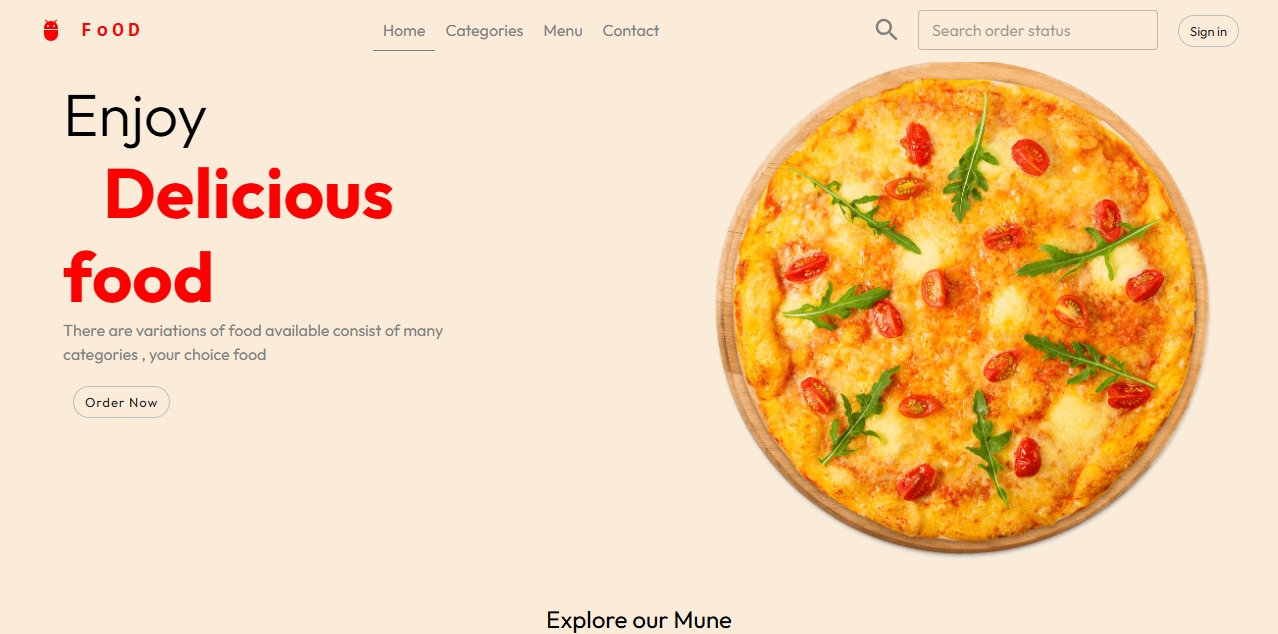 FoOD
Home Categories Menu Contact
Search order status
Sign in
Enjoy
Delicious
food
There are variations of food available consist of many
categories , your choice food
Order Now
Explore our Mune